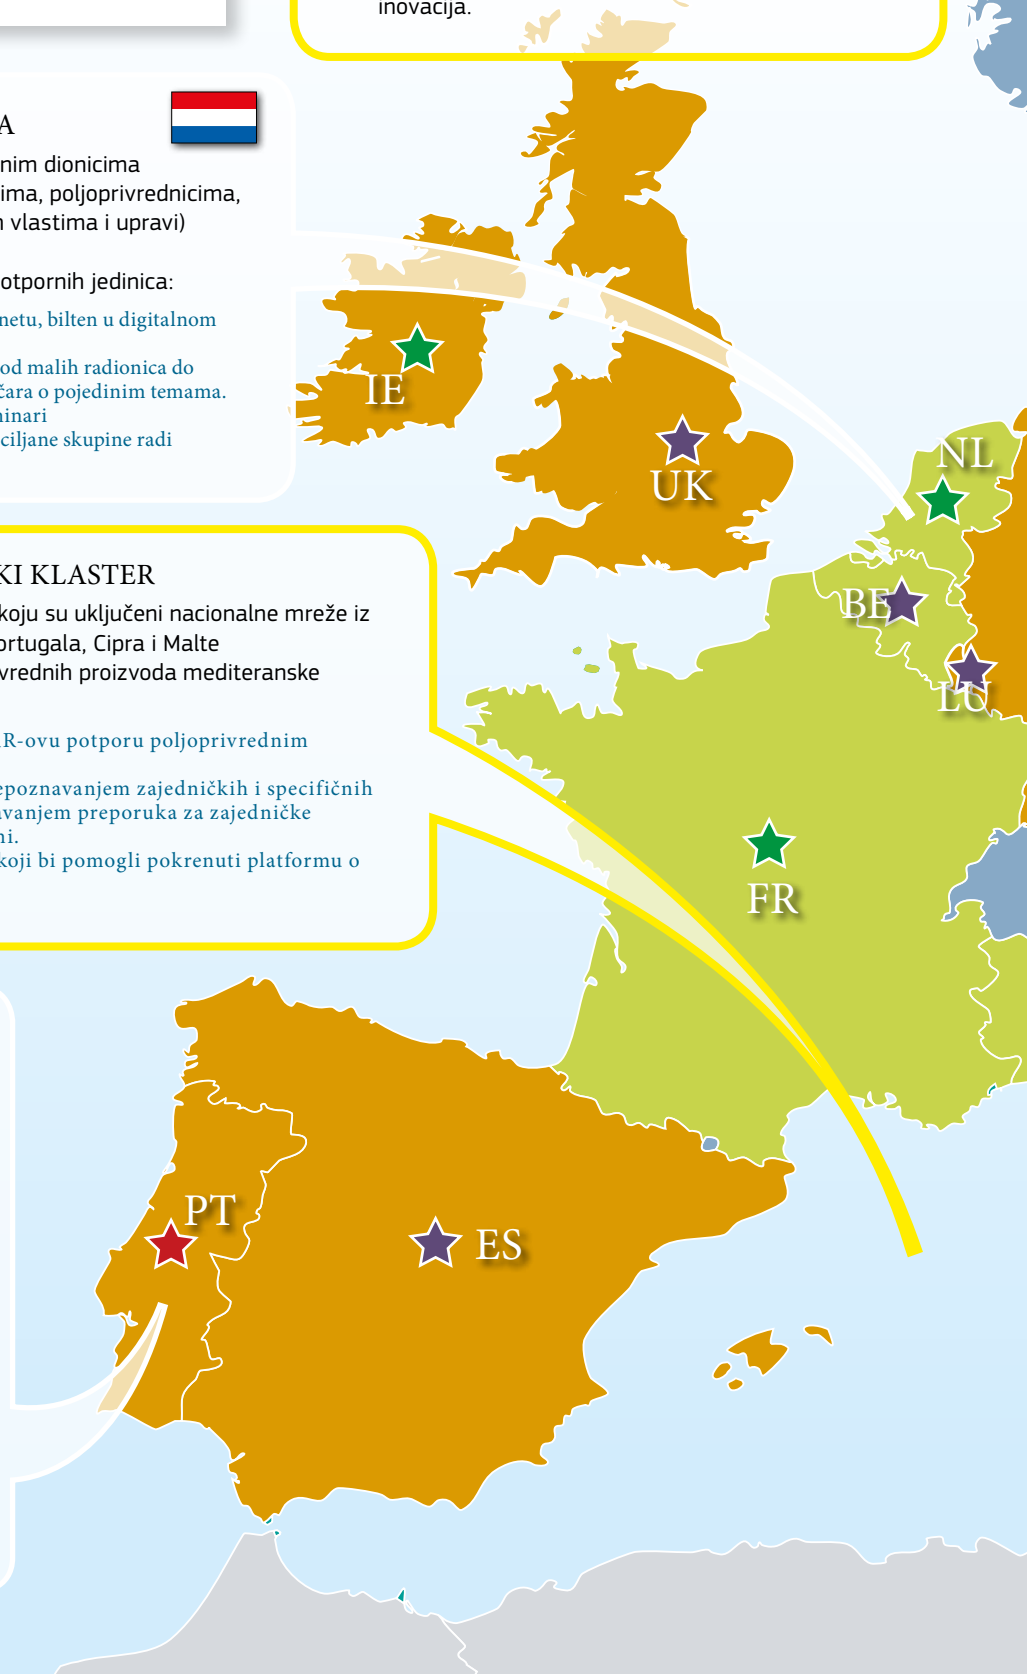 inovacija.
A
nim dionicima
ima, poljoprivrednicima,
vlastima i upravi)
otpornih jedinica:
netu, bilten u digitalnom
od malih radionica do
čara o pojedinim temama.
ninari
ciljane skupine radi
IE
UK
NL
BE
LU
KI KLASTER
koju su uključeni nacionalne mreže iz
ortugala, Cipra i Malte
vrednih proizvoda mediteranske
R-ovu potporu poljoprivrednim
epoznavanjem zajedničkih i specifičnih
vanjem preporuka za zajedničke
ni.
koji bi pomogli pokrenuti platformu o
FR
PT
ES